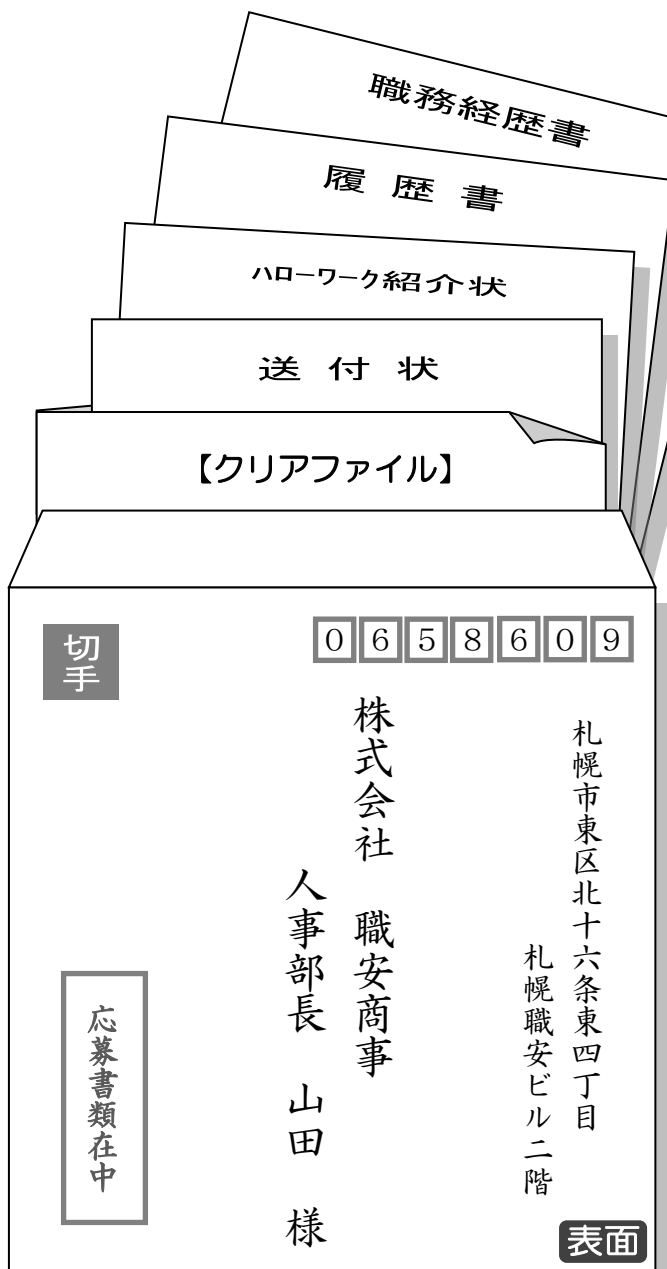 職務経歴書
履歴書
ハローワーク紹介状
送付状
【クリアファイル】
切手
0658609
札幌市東区北十六条東四丁目
札幌職安ビル二階
株式会社 職安商事
人事部長 山田 様
応募書類在中
表面